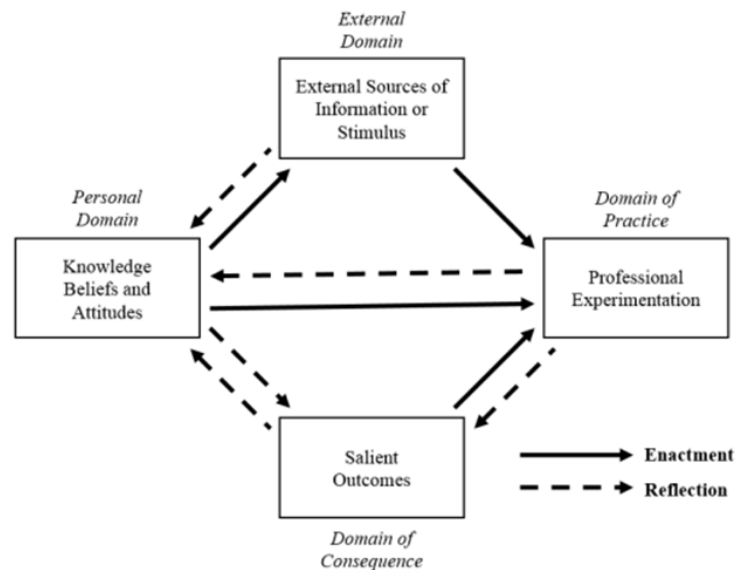 External
Domain
External Sources of
Information or
Stimulus
Personal
Domain
Knowledge
Beliefs and
Attitudes
Domain of
Practice
Professional
Experimentation
Salient
Outcomes
Domain of
Consequence
Enactment
Reflection